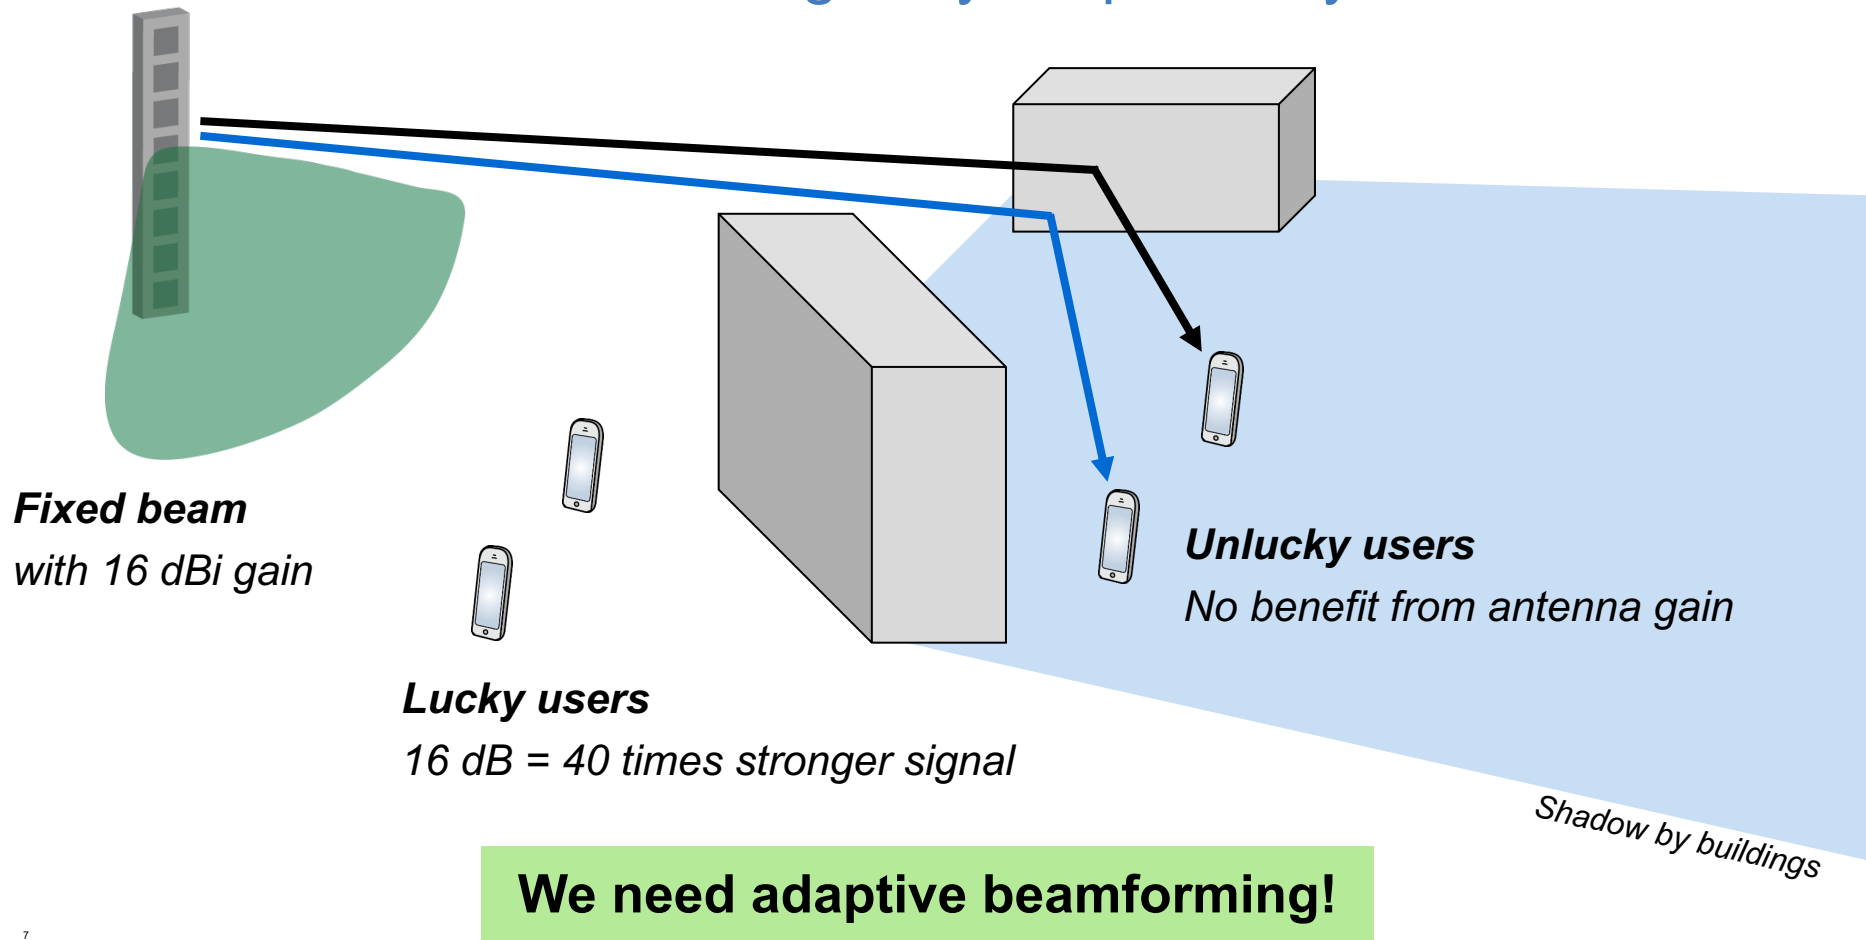 Fixed beam
with 16 dBi gain
Unlucky users
No benefit from antenna gain
Lucky users
16 dB = 40 times stronger signal
Shadow by buildings
We need adaptive beamforming!
7